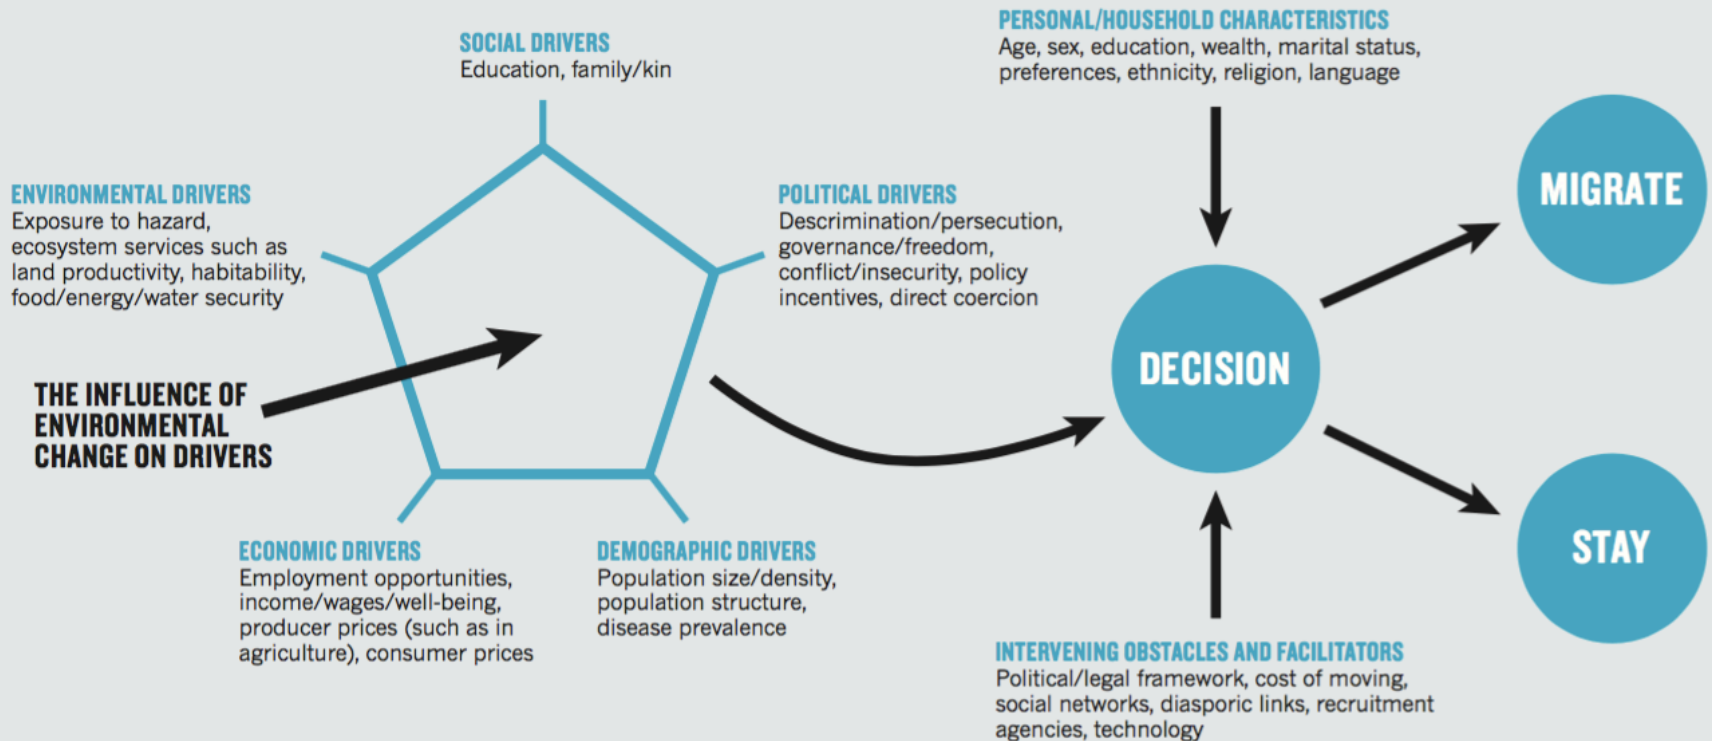 SOCIAL DRIVERS
Education, family/kin
ENVIRONMENTAL DRIVERS
Exposure to hazard,
ecosystem services such as
land productivity, habitability,
food/energy/water security
POLITICAL DRIVERS
Descrimination/persecution,
governance/freedom,
conflict/insecurity, policy
incentives, direct coercion
THE INFLUENCE OF
ENVIRONMENTAL
CHANGE ON DRIVERS
ECONOMIC DRIVERS
Employment opportunities,
income/wages/well-being,
producer prices (such as in
agriculture), consumer prices
DEMOGRAPHIC DRIVERS
Population size/density,
population structure,
disease prevalence
PERSONAL/HOUSEHOLD CHARACTERISTICS
Age, sex, education, wealth, marital status,
preferences, ethnicity, religion, language
DECISION
INTERVENING OBSTACLES AND FACILITATORS
Political/legal framework, cost of moving,
social networks, diasporic links, recruitment
agencies, technology
MIGRATE
STAY